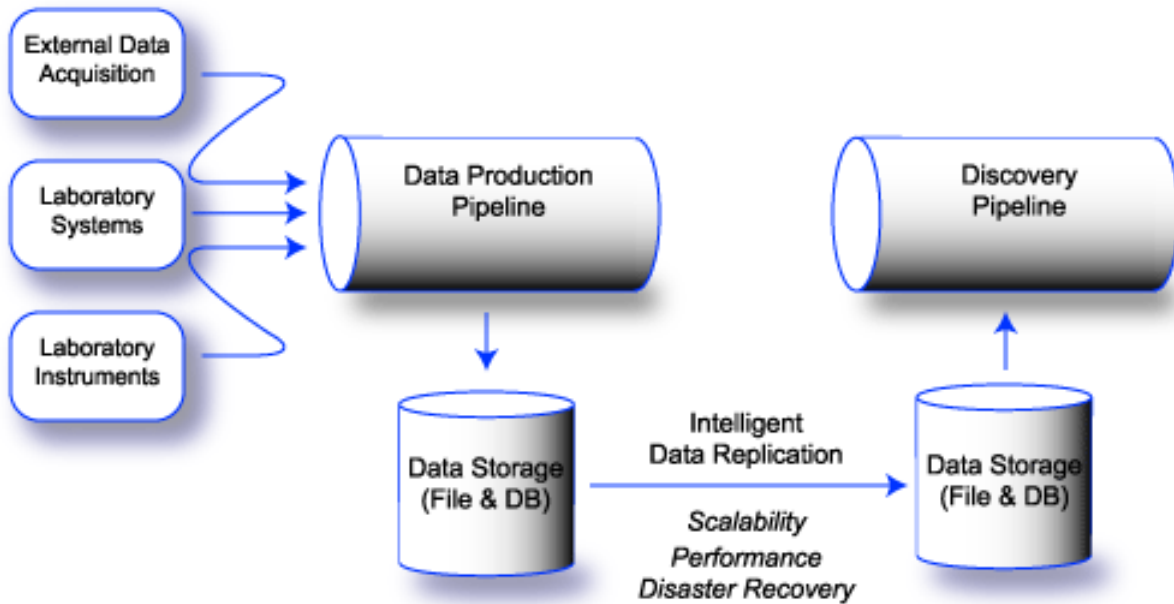 External Data
Acquisition
Laboratory
Systems
Laboratory
Instruments
Data Production
Pipeline
Discovery
Pipeline
Data Storage
(File & DB)
Intelligent
Data Replication
Scalability
Performance
Disaster Recovery
Data Storage
(File & DB)